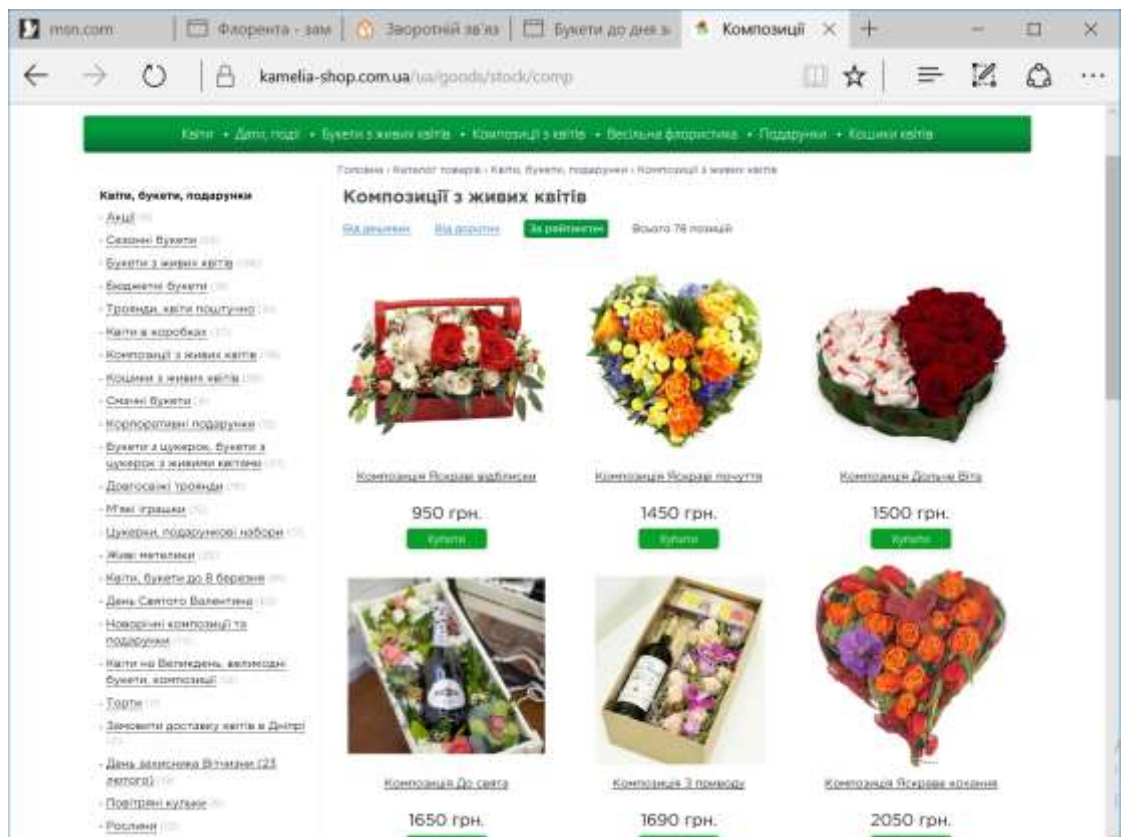 msn.com
Флорента - зам
Зворотній зв'яз
Букети до дня з
Композиції
kamelia-shop.com.ua/ua/goods/stock/comp
Квіти • Дати, події • Букети з живих квітів • Композиції з квітів • Весільна флористика • Подарунки • Кошики квітів
Головна › Каталог товарів › Квіти, букети, подарунки › Композиції з живих квітів
Квіти, букети, подарунки
- Акції
- Сезонні букети
- Букети з живих квітів
- Бюджетні букети
- Троянди, квіти поштучно
- Квіти в коробках
- Композиції з живих квітів
- Кошики з живих квітів
- Смачні букети
- Корпоративні подарунки
- Букети з цукерок, букети з
цукерок з живими квітами
- Довгосвіжі троянди
- М'які іграшки
- Цукерки, подарункові набори
- Живі метелики
- Квіти, букети до 8 березня
- День Святого Валентина
- Новорічні композиції та
подарунки
- Квіти на Великдень, великодні
букети, композиції
- Торти
- Замовити доставку квітів в Дніпрі
- День захисника Вітчизни (23
лютого)
- Повітряні кульки
- Рослини
Композиції з живих квітів
Від дешевих Від дорогих За рейтингом Всього 78 позицій
Композиція Яскраві відблиски
950 грн.
Купити
Композиція Яскраві почуття
1450 грн.
Купити
Композиція Дольче Віта
1500 грн.
Купити
Композиція До свята
1650 грн.
Композиція З приводу
1690 грн.
Композиція Яскраве кохання
2050 грн.